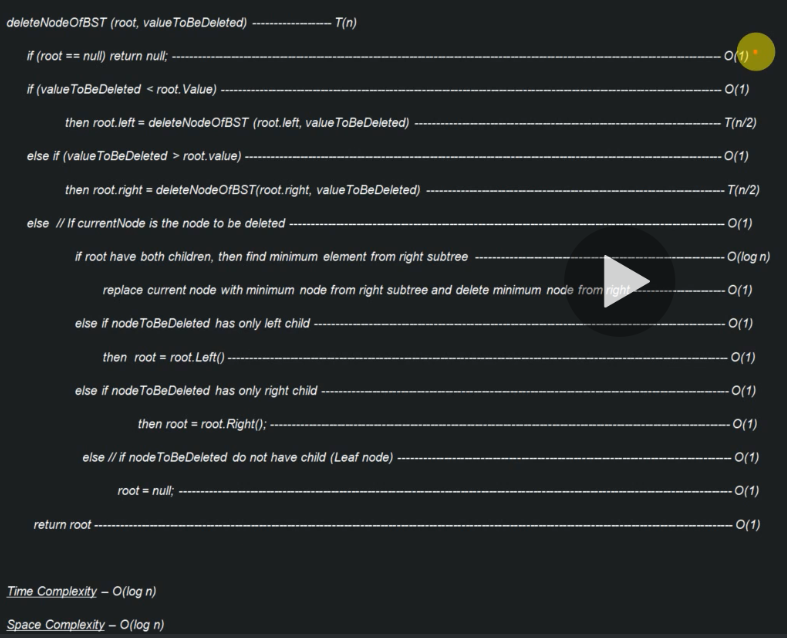 deleteNodeOfBST (root, valueToBeDeleted) ------------------- T(n)
if (root == null) return null; ------------------- O(1)
if (valueToBeDeleted < root.Value) ------------------- O(1)
then root.left = deleteNodeOfBST (root.left, valueToBeDeleted) ------------------- T(n/2)
else if (valueToBeDeleted > root.value) ------------------- O(1)
then root.right = deleteNodeOfBST(root.right, valueToBeDeleted) ------------------- T(n/2)
else // If currentNode is the node to be deleted ------------------- O(1)
if root have both children, then find minimum element from right subtree ------------------- O(log n)
replace current node with minimum node from right subtree and delete minimum node from right ------------------- O(1)
else if nodeToBeDeleted has only left child ------------------- O(1)
then root = root.Left() ------------------- O(1)
else if nodeToBeDeleted has only right child ------------------- O(1)
then root = root.Right(); ------------------- O(1)
else // if nodeToBeDeleted do not have child (Leaf node) ------------------- O(1)
root = null; ------------------- O(1)
return root ------------------- O(1)
Time Complexity – O(log n)
Space Complexity – O(log n)